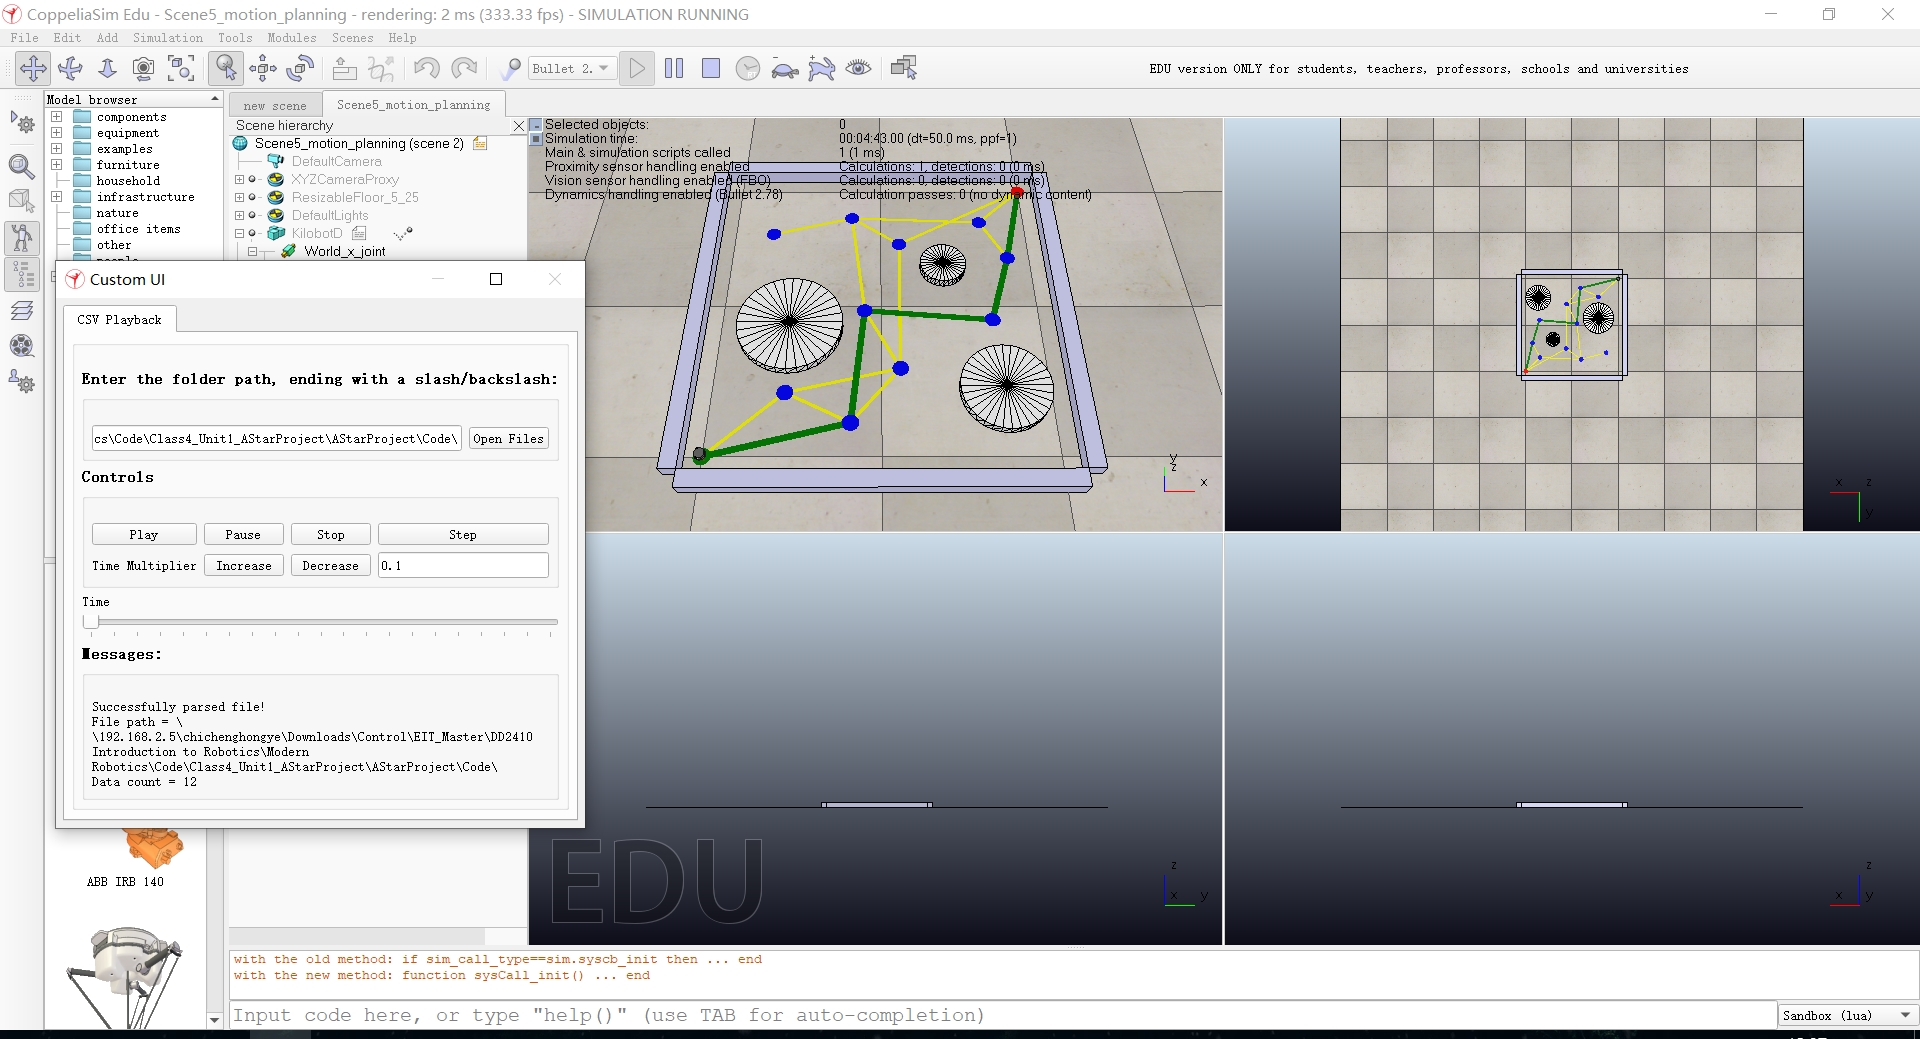 CoppeliaSim Edu - Scene5_motion_planning - rendering: 2 ms (333.33 fps) - SIMULATION RUNNING
File Edit Add Simulation Tools Modules Scenes Help
Bullet 2.
EDU version ONLY for students, teachers, professors, schools and universities
Model browser
components
equipment
examples
furniture
household
infrastructure
nature
office items
other
new scene
Scene5_motion_planning
Scene hierarchy
Scene5_motion_planning (scene 2)
DefaultCamera
XYZCameraProxy
ResizableFloor_5_25
DefaultLights
KilobotD
World_x_joint
Selected objects: 0
Simulation time: 00:04:43.00 (dt=50.0 ms, ppf=1)
Main & simulation scripts called 1 (1 ms)
Proximity sensor handling enabled Calculations: 1, detections: 0 (0 ms)
Vision sensor handling enabled (FBO) Calculations: 0, detections: 0 (0 ms)
Dynamics handling enabled (Bullet 2.78) Calculation passes: 0 (no dynamic content)
Custom UI
CSV Playback
Enter the folder path, ending with a slash/backslash:
cs\Code\Class4_Unit1_AStarProject\AStarProject\Code\
Open Files
Controls
Play Pause Stop Step
Time Multiplier Increase Decrease 0.1
Time
Messages:
Successfully parsed file!
File path = \
\192.168.2.5\chichenghongye\Downloads\Control\EIT_Master\DD2410
Introduction to Robotics\Modern
Robotics\Code\Class4_Unit1_AStarProject\AStarProject\Code\
Data count = 12
ABB IRB 140
y
z
x
x z
y
z
x y
z
x y
EDU
with the old method: if sim_call_type==sim.syscb_init then ... end
with the new method: function sysCall_init() ... end
Input code here, or type "help()" (use TAB for auto-completion)
Sandbox (lua)